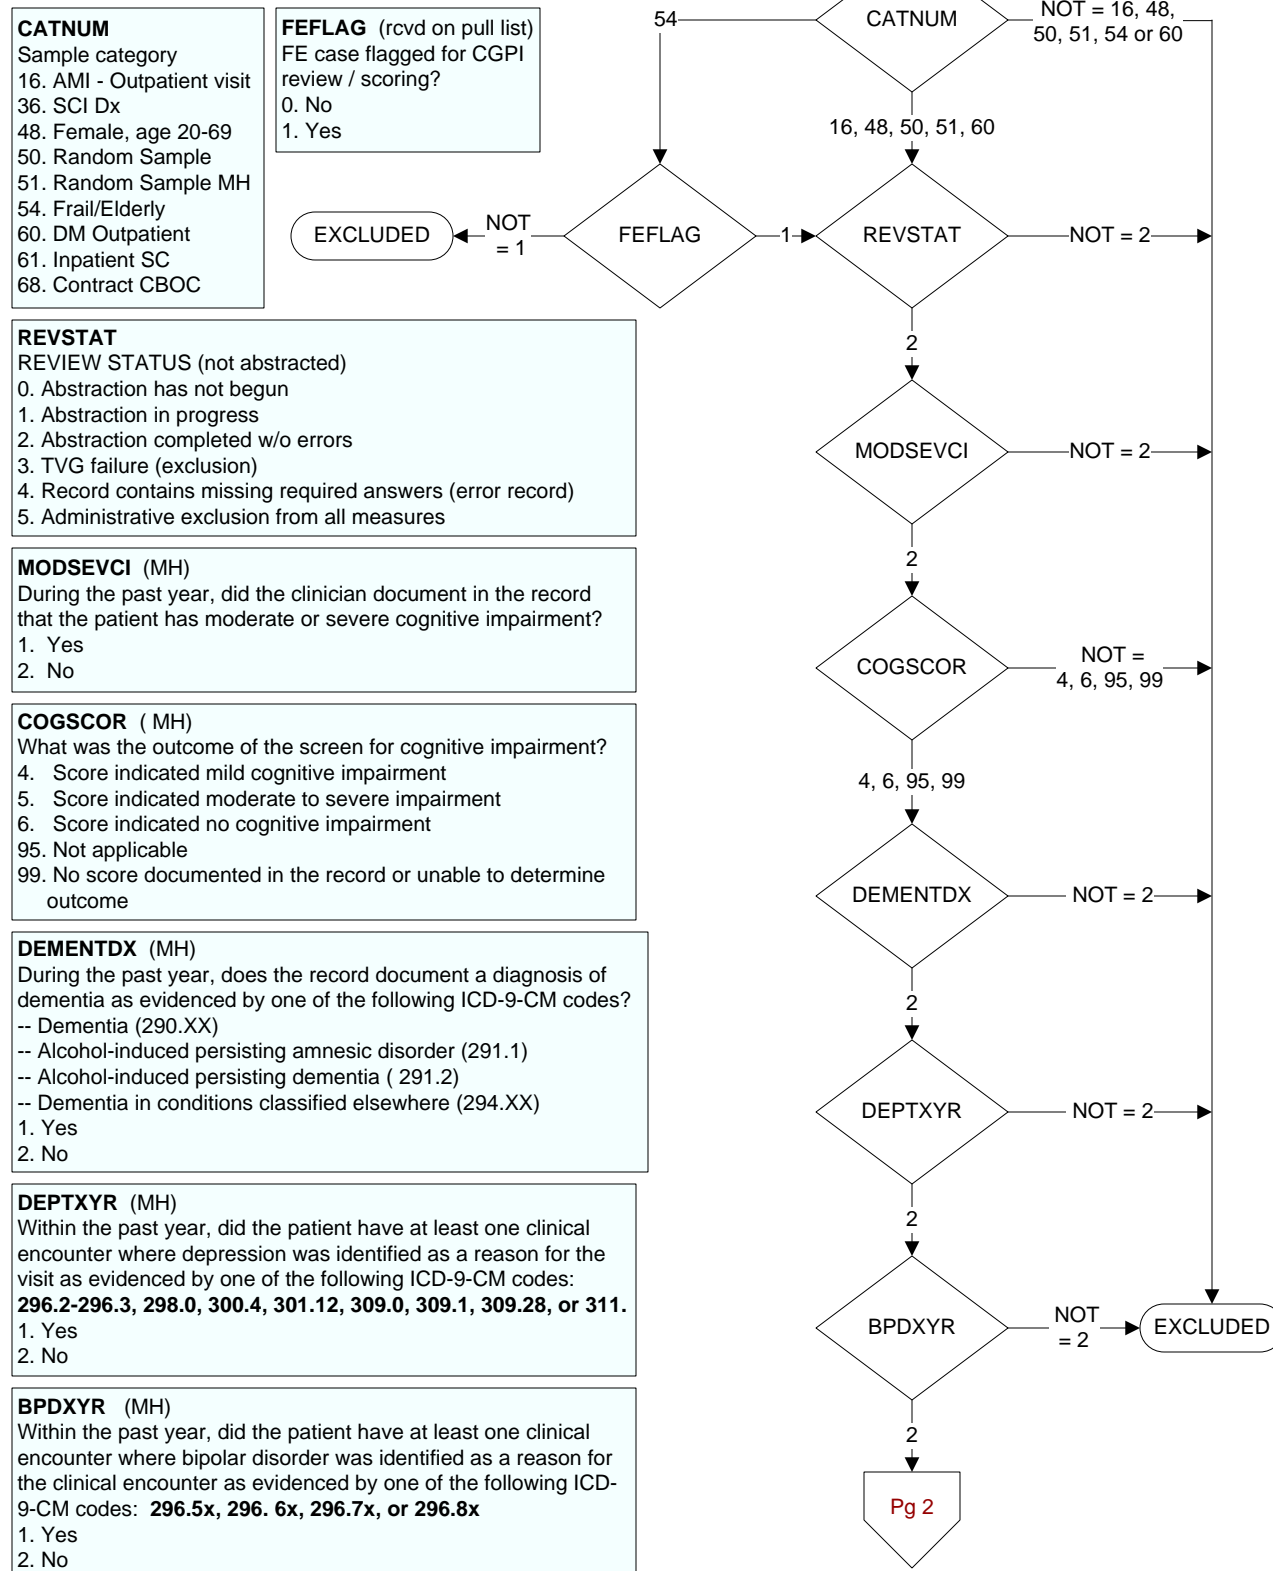 CATNUM
Sample category
16. AMI - Outpatient visit
36. SCI Dx
48. Female, age 20-69
50. Random Sample
51. Random Sample MH
54. Frail/Elderly
60. DM Outpatient
61. Inpatient SC
68. Contract CBOC
FEFLAG (rcvd on pull list)
FE case flagged for CGPI
review / scoring?
0. No
1. Yes
REVSTAT
REVIEW STATUS (not abstracted)
0. Abstraction has not begun
1. Abstraction in progress
2. Abstraction completed w/o errors
3. TVG failure (exclusion)
4. Record contains missing required answers (error record)
5. Administrative exclusion from all measures
MODSEVCI (MH)
During the past year, did the clinician document in the record
that the patient has moderate or severe cognitive impairment?
1. Yes
2. No
COGSCOR ( MH)
What was the outcome of the screen for cognitive impairment?
4. Score indicated mild cognitive impairment
5. Score indicated moderate to severe impairment
6. Score indicated no cognitive impairment
95. Not applicable
99. No score documented in the record or unable to determine
outcome
DEMENTDX (MH)
During the past year, does the record document a diagnosis of
dementia as evidenced by one of the following ICD-9-CM codes?
-- Dementia (290.XX)
-- Alcohol-induced persisting amnesic disorder (291.1)
-- Alcohol-induced persisting dementia ( 291.2)
-- Dementia in conditions classified elsewhere (294.XX)
1. Yes
2. No
DEPTXYR (MH)
Within the past year, did the patient have at least one clinical
encounter where depression was identified as a reason for the
visit as evidenced by one of the following ICD-9-CM codes:
296.2-296.3, 298.0, 300.4, 301.12, 309.0, 309.1, 309.28, or 311.
1. Yes
2. No
BPDXYR (MH)
Within the past year, did the patient have at least one clinical
encounter where bipolar disorder was identified as a reason for
the clinical encounter as evidenced by one of the following ICD-
9-CM codes: 296.5x, 296. 6x, 296.7x, or 296.8x
1. Yes
2. No
54
CATNUM
NOT = 16, 48,
50, 51, 54 or 60
16, 48, 50, 51, 60
EXCLUDED
NOT
= 1
FEFLAG
1
REVSTAT
NOT = 2
2
MODSEVCI
NOT = 2
2
COGSCOR
NOT =
4, 6, 95, 99
4, 6, 95, 99
DEMENTDX
NOT = 2
2
DEPTXYR
NOT = 2
2
BPDXYR
NOT
= 2
EXCLUDED
2
Pg 2